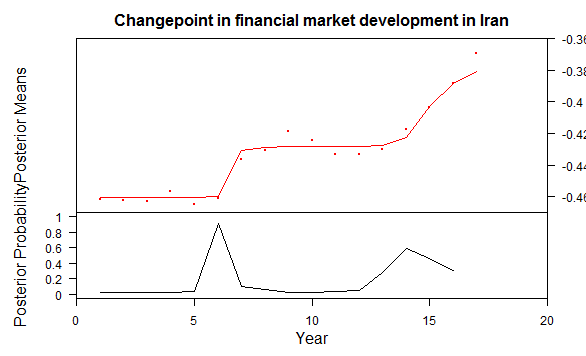 Changepoint in financial market development in Iran
Posterior Means
-0.36
-0.38
-0.4
-0.42
-0.44
-0.46
Posterior Probability
1
0.8
0.6
0.4
0.2
0
0 5 10 15 20
Year